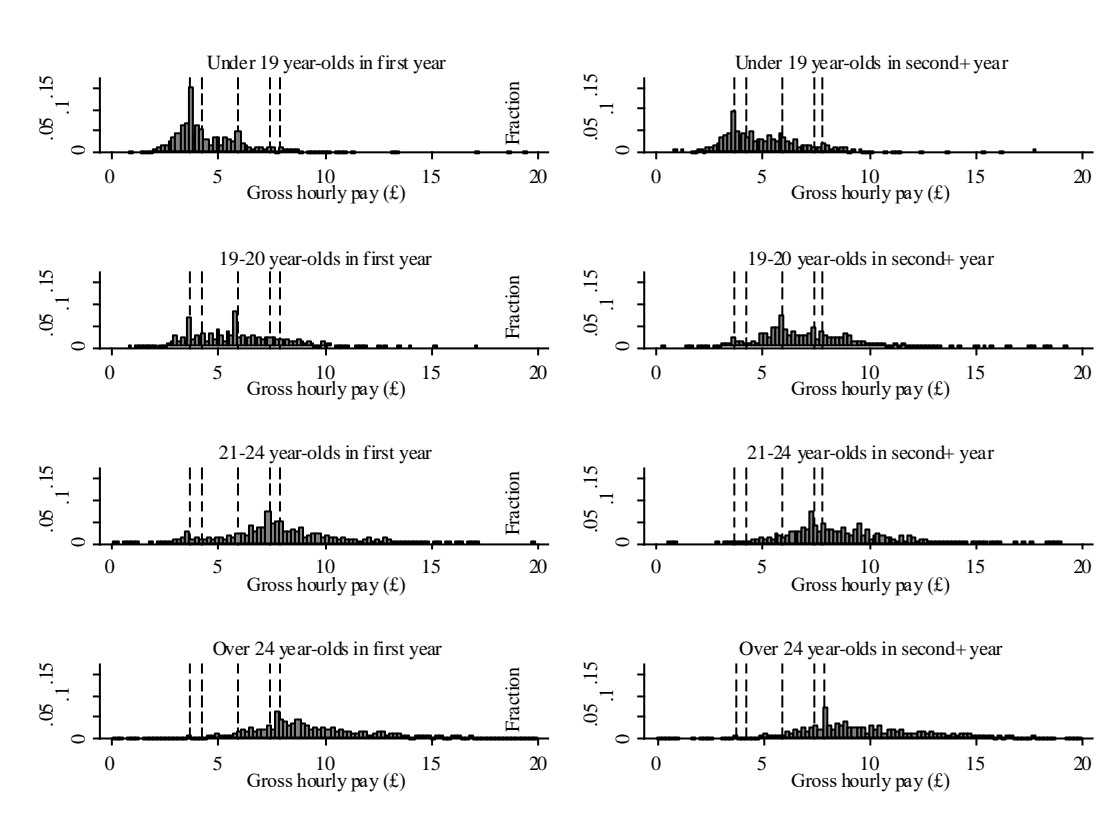 Under 19 year-olds in first year
.15
.1
.05
0
Fraction
0 5 10 15 20
Gross hourly pay (£)
Under 19 year-olds in second+ year
.15
.1
.05
0
0 5 10 15 20
Gross hourly pay (£)
19-20 year-olds in first year
.15
.1
.05
0
Fraction
0 5 10 15 20
Gross hourly pay (£)
19-20 year-olds in second+ year
.15
.1
.05
0
0 5 10 15 20
Gross hourly pay (£)
21-24 year-olds in first year
.15
.1
.05
0
Fraction
0 5 10 15 20
Gross hourly pay (£)
21-24 year-olds in second+ year
.15
.1
.05
0
0 5 10 15 20
Gross hourly pay (£)
Over 24 year-olds in first year
.15
.1
.05
0
Fraction
0 5 10 15 20
Gross hourly pay (£)
Over 24 year-olds in second+ year
.15
.1
.05
0
0 5 10 15 20
Gross hourly pay (£)